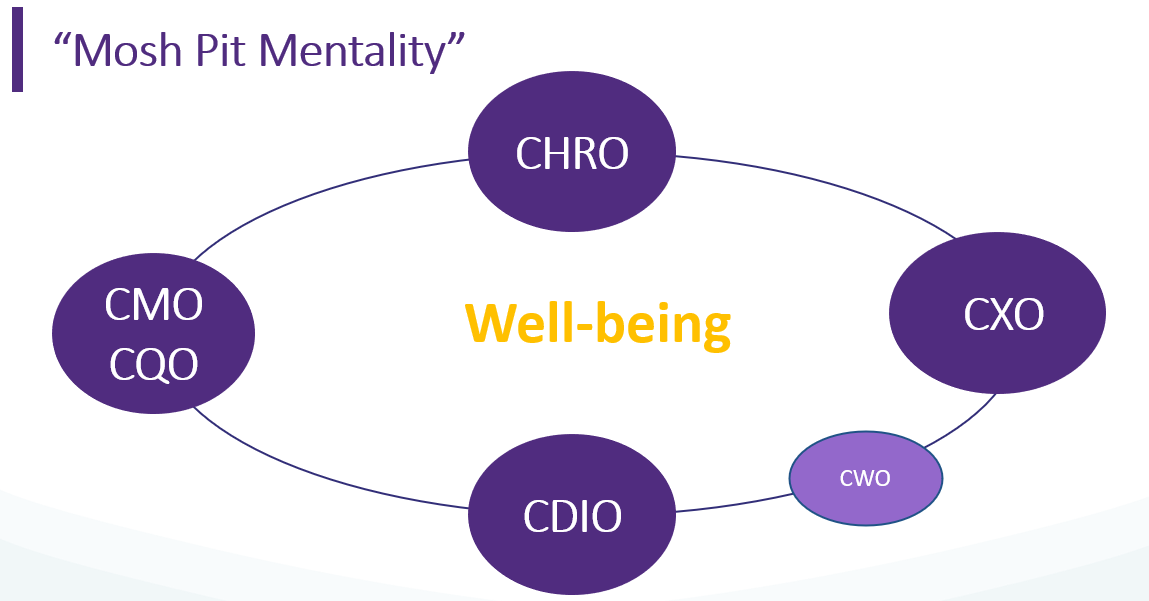 “Mosh Pit Mentality”
CHRO
CMO
CQO
Well-being
CXO
CDIO
CWO